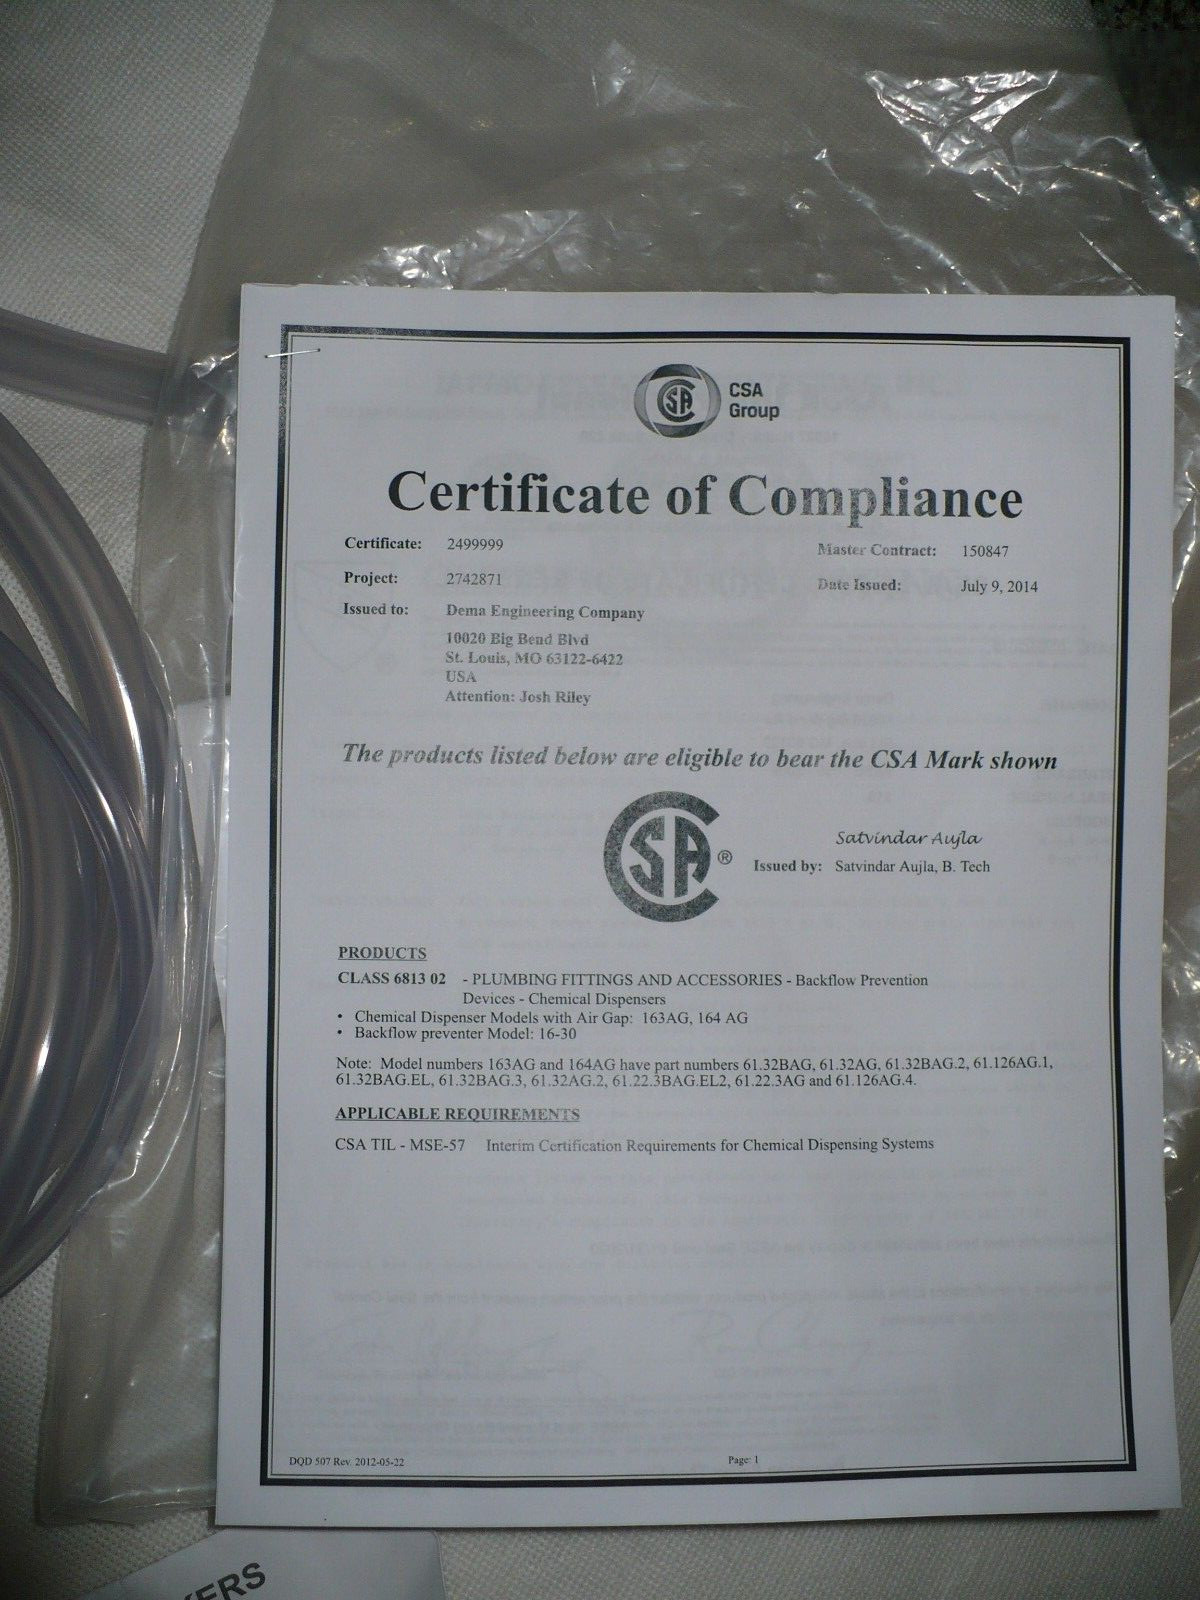 CSA
Group
Certificate of Compliance
Certificate: 2499999 Master Contract: 150847
Project: 2742871 Date Issued: July 9, 2014
Issued to: Dema Engineering Company
10020 Big Bend Blvd
St. Louis, MO 63122-6422
USA
Attention: Josh Riley
The products listed below are eligible to bear the CSA Mark shown
CSA ®
Satvindar Aujla
Issued by: Satvindar Aujla, B. Tech
PRODUCTS
CLASS 6813 02 - PLUMBING FITTINGS AND ACCESSORIES - Backflow Prevention
Devices - Chemical Dispensers
• Chemical Dispenser Models with Air Gap: 163AG, 164 AG
• Backflow preventer Model: 16-30
Note: Model numbers 163AG and 164AG have part numbers 61.32BAG, 61.32AG, 61.32BAG.2, 61.126AG.1,
61.32BAG.EL, 61.32BAG.3, 61.32AG.2, 61.22.3BAG.EL2, 61.22.3AG and 61.126AG.4.
APPLICABLE REQUIREMENTS
CSA TIL - MSE-57 Interim Certification Requirements for Chemical Dispensing Systems
DQD 507 Rev. 2012-05-22 Page: 1